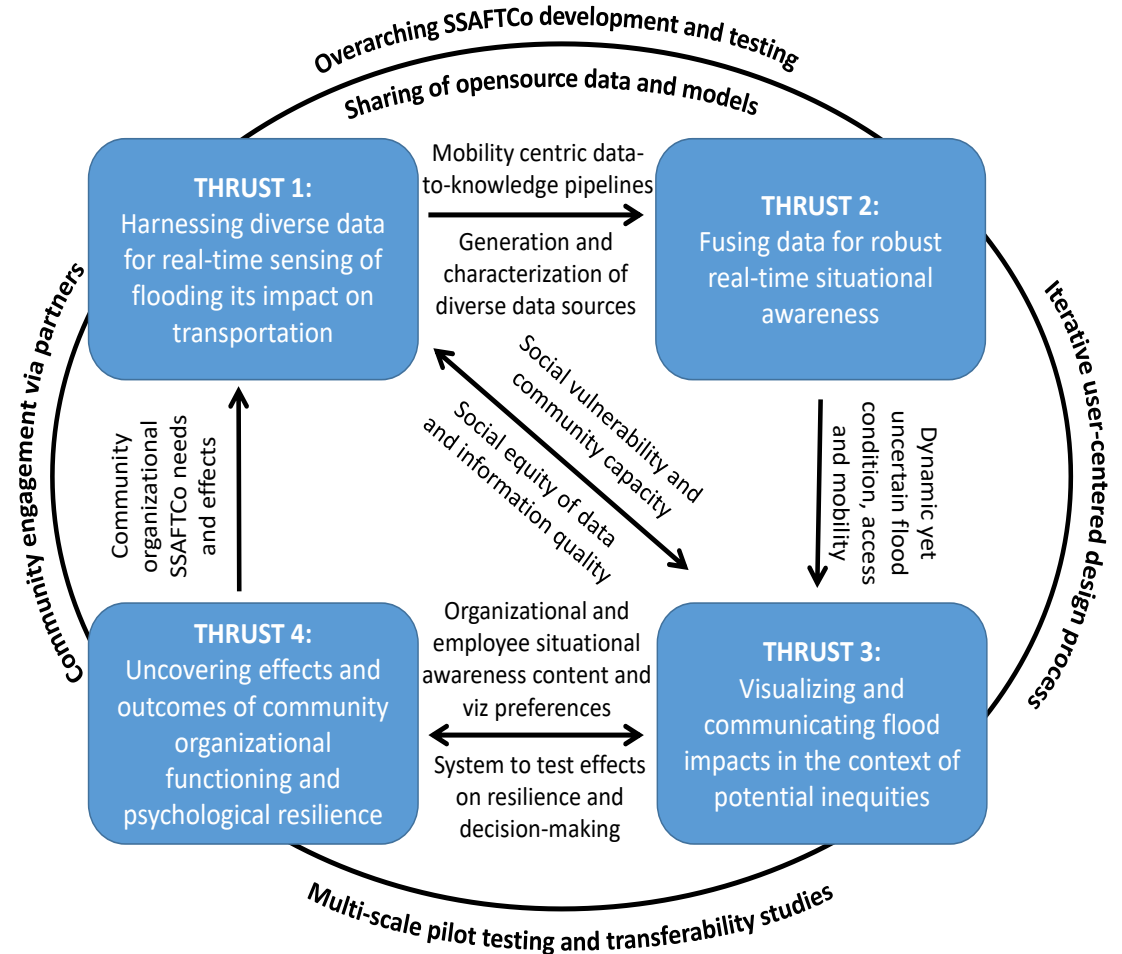 Overarching SSAFTCo development and testing
Sharing of opensource data and models
THRUST 1:
Harnessing diverse data
for real-time sensing of
flooding its impact on
transportation
Mobility centric data-
to-knowledge pipelines
Generation and
characterization of
diverse data sources
THRUST 2:
Fusing data for robust
real-time situational
awareness
Community engagement via partners
Iterative user-centered design process
Social vulnerability and
community capacity
Social equity of data
and information quality
Community
organizational
SSAFTCo needs
and effects
Dynamic yet
uncertain flood
condition, access
and mobility
THRUST 4:
Uncovering effects and
outcomes of community
organizational
functioning and
psychological resilience
Organizational and
employee situational
awareness content and
viz preferences
System to test effects
on resilience and
decision-making
THRUST 3:
Visualizing and
communicating flood
impacts in the context of
potential inequities
Multi-scale pilot testing and transferability studies